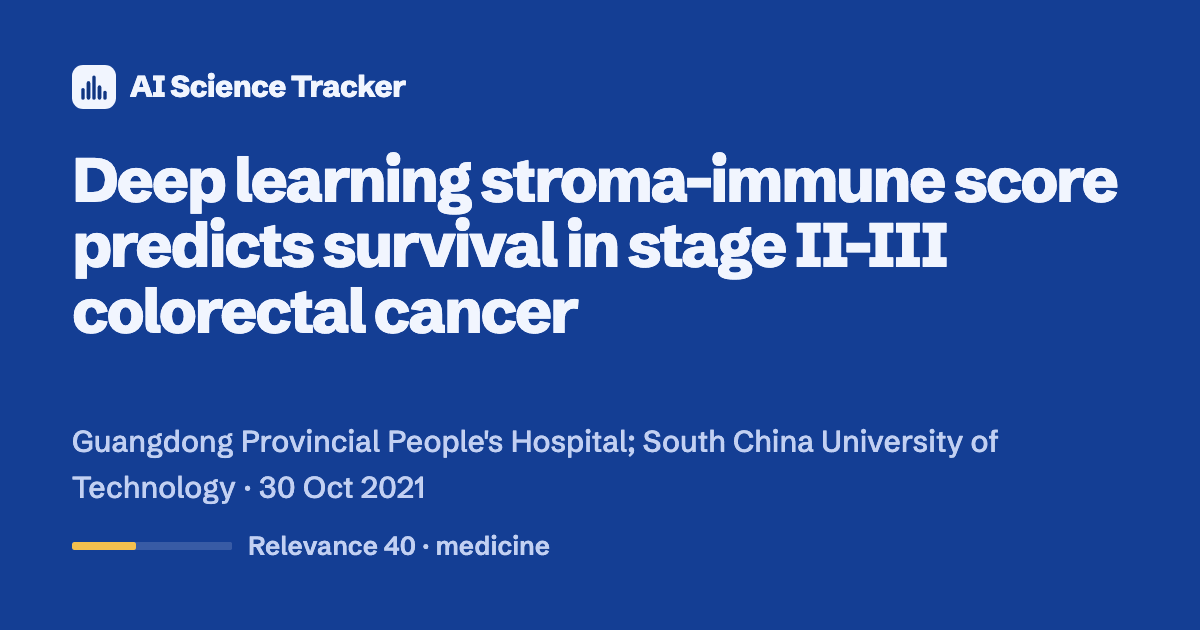 AI Science Tracker
Deep learning stroma-immune score
predicts survival in stage II-III
colorectal cancer
Guangdong Provincial People's Hospital; South China University of
Technology · 30 Oct 2021
Relevance 40 · medicine